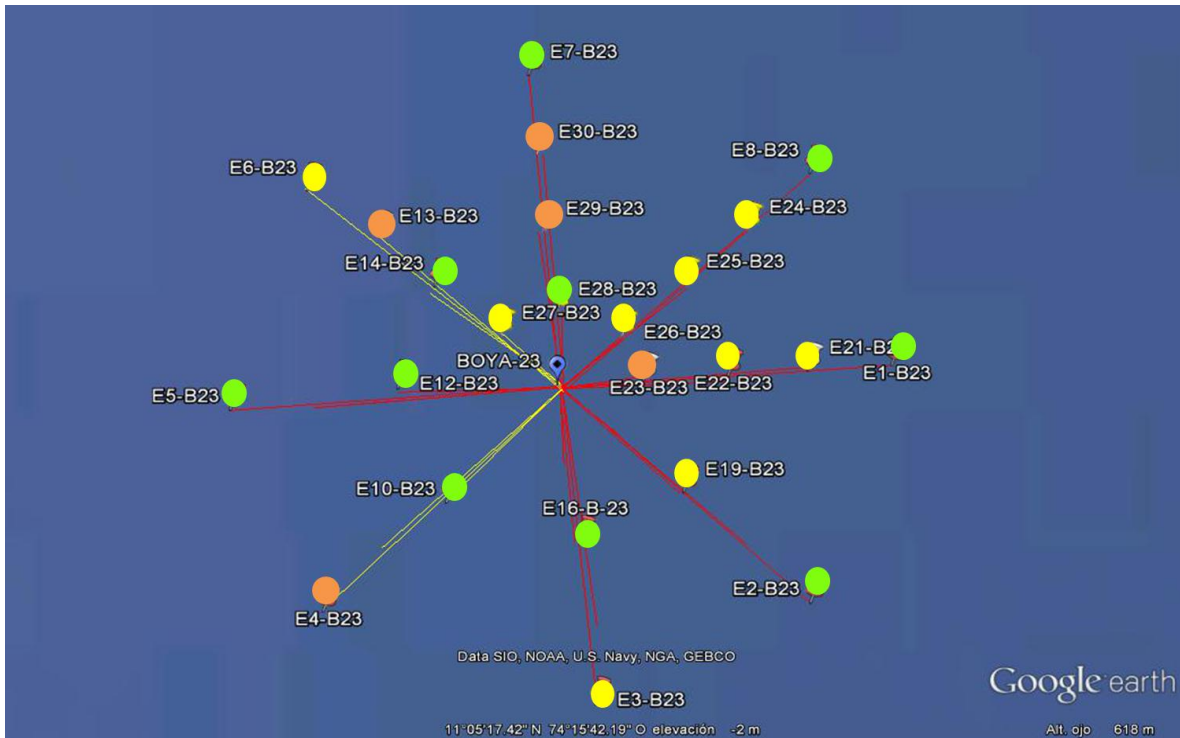 E7-B23
E30-B23
E8-B23
E6-B23
E29-B23
E24-B23
E13-B23
E14-B23
E25-B23
E28-B23
E27-B23
E26-B23
BOYA-23
E21-B2
E12-B23
E23-B23
E22-B23
E1-B23
E5-B23
E19-B23
E10-B23
E16-B-23
E2-B23
E4-B23
Data SIO, NOAA, U.S. Navy, NGA, GEBCO
E3-B23
Google earth
11°05'17.42" N 74°15'42.19" O elevación -2 m
Alt. ojo 618 m